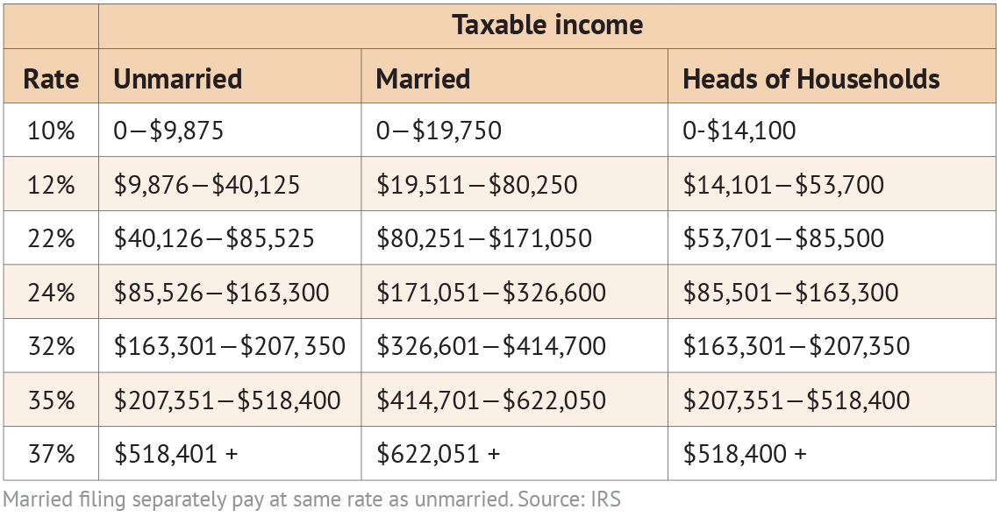 Taxable income
Rate Unmarried Married Heads of Households
10% 0—$9,875 0—$19,750 0-$14,100
12% $9,876—$40,125 $19,511—$80,250 $14,101—$53,700
22% $40,126—$85,525 $80,251—$171,050 $53,701—$85,500
24% $85,526—$163,300 $171,051—$326,600 $85,501—$163,300
32% $163,301—$207, 350 $326,601—$414,700 $163,301—$207,350
35% $207,351—$518,400 $414,701—$622,050 $207,351—$518,400
37% $518,401 + $622,051 + $518,400 +
Married filing separately pay at same rate as unmarried. Source: IRS